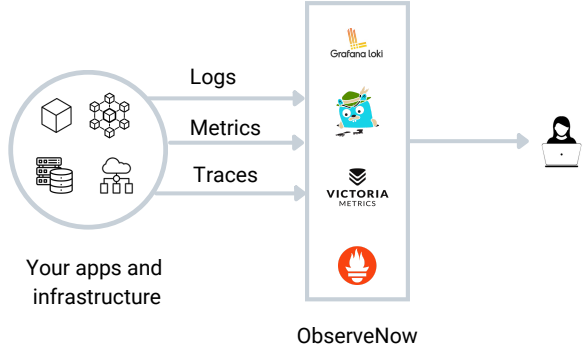 Grafana loki
Logs
Metrics
Traces
VICTORIA
METRICS
Your apps and
infrastructure
ObserveNow